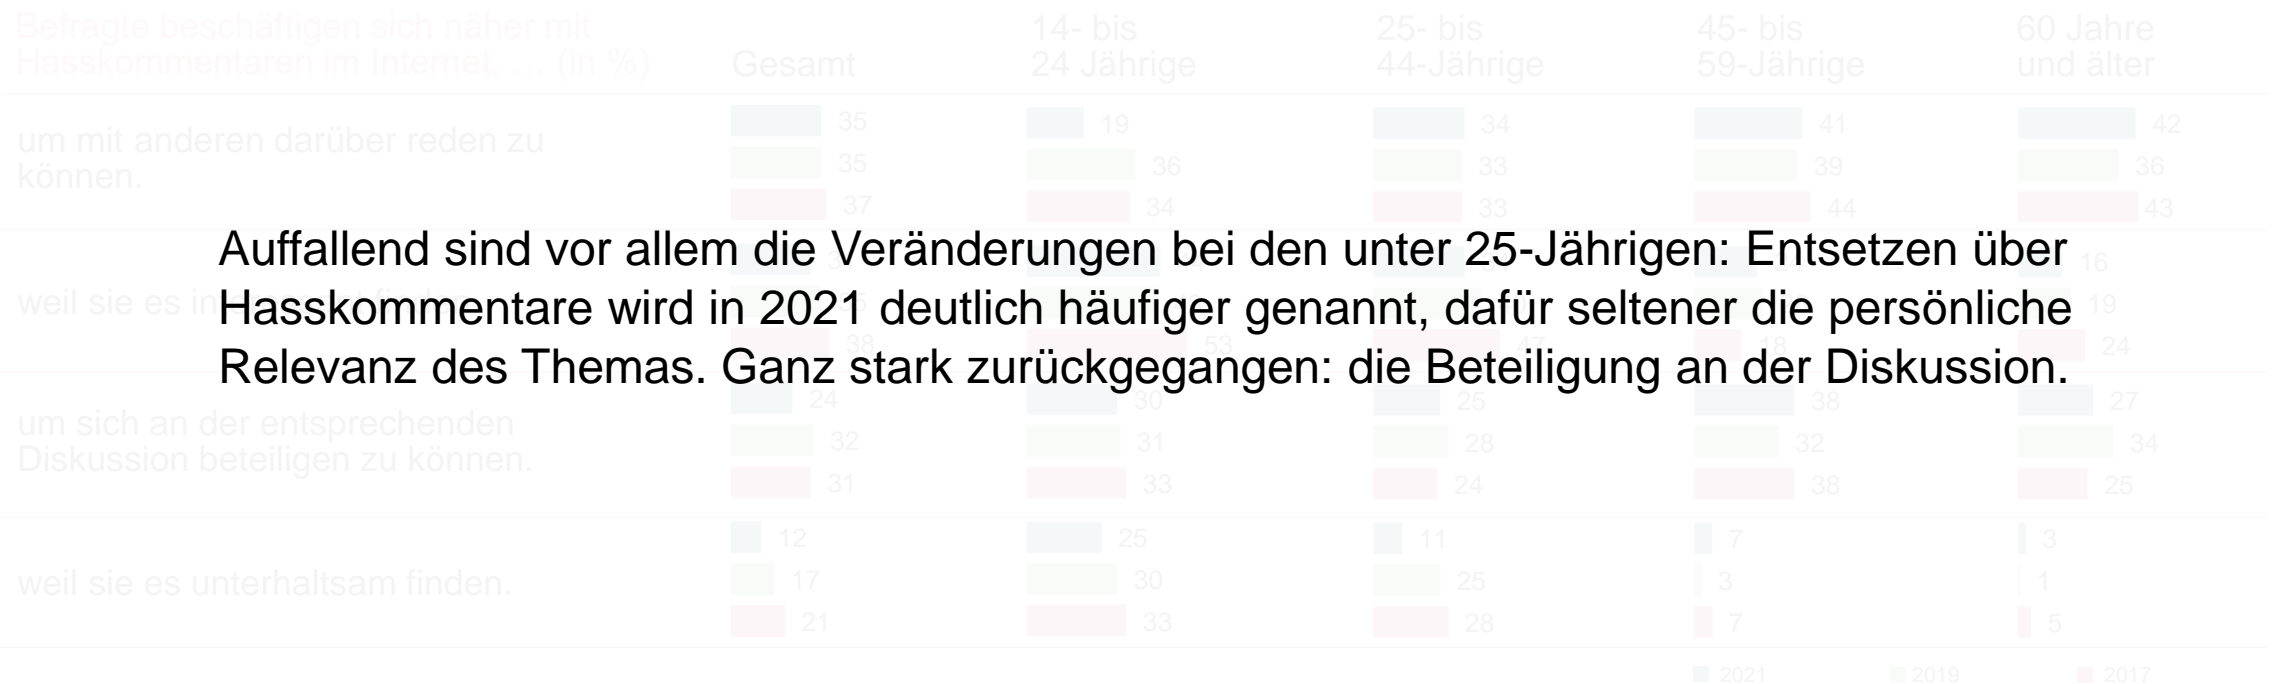 Befragte beschäftigen sich näher mit
Hasskommentaren im Internet, … (in %)
Gesamt
14- bis
24 Jährige
25- bis
44-Jährige
45- bis
59-Jährige
60 Jahre
und älter
um mit anderen darüber reden zu
können.
35 19 34 41 42
35 36 33 39 36
37 34 33 44 43
Auffallend sind vor allem die Veränderungen bei den unter 25-Jährigen: Entsetzen über
Hasskommentare wird in 2021 deutlich häufiger genannt, dafür seltener die persönliche
Relevanz des Themas. Ganz stark zurückgegangen: die Beteiligung an der Diskussion.
weil sie es
16
19
38 53 47 18 24
um sich an der entsprechenden
Diskussion beteiligen zu können.
24 30 25 38 27
32 31 28 32 34
31 33 24 38 25
weil sie es unterhaltsam finden.
12 25 11 7 3
17 30 25 3 1
21 33 28 7 5
2021 2019 2017